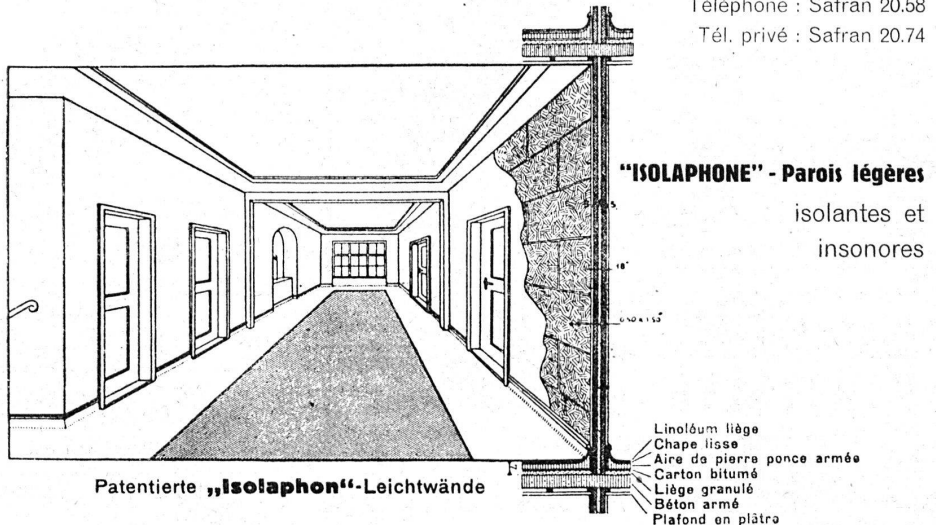 Téléphone : Safran 20.58
Tél. privé : Safran 20.74
“ISOLAPHONE” - Parois légères
isolantes et
insonores
18"
Linoléum liège
Chape lisse
Aire de pierre ponce armée
Carton bitumé
Liège granulé
Béton armé
Plafond en plâtre
Patentierte „Isolaphon“-Leichtwände